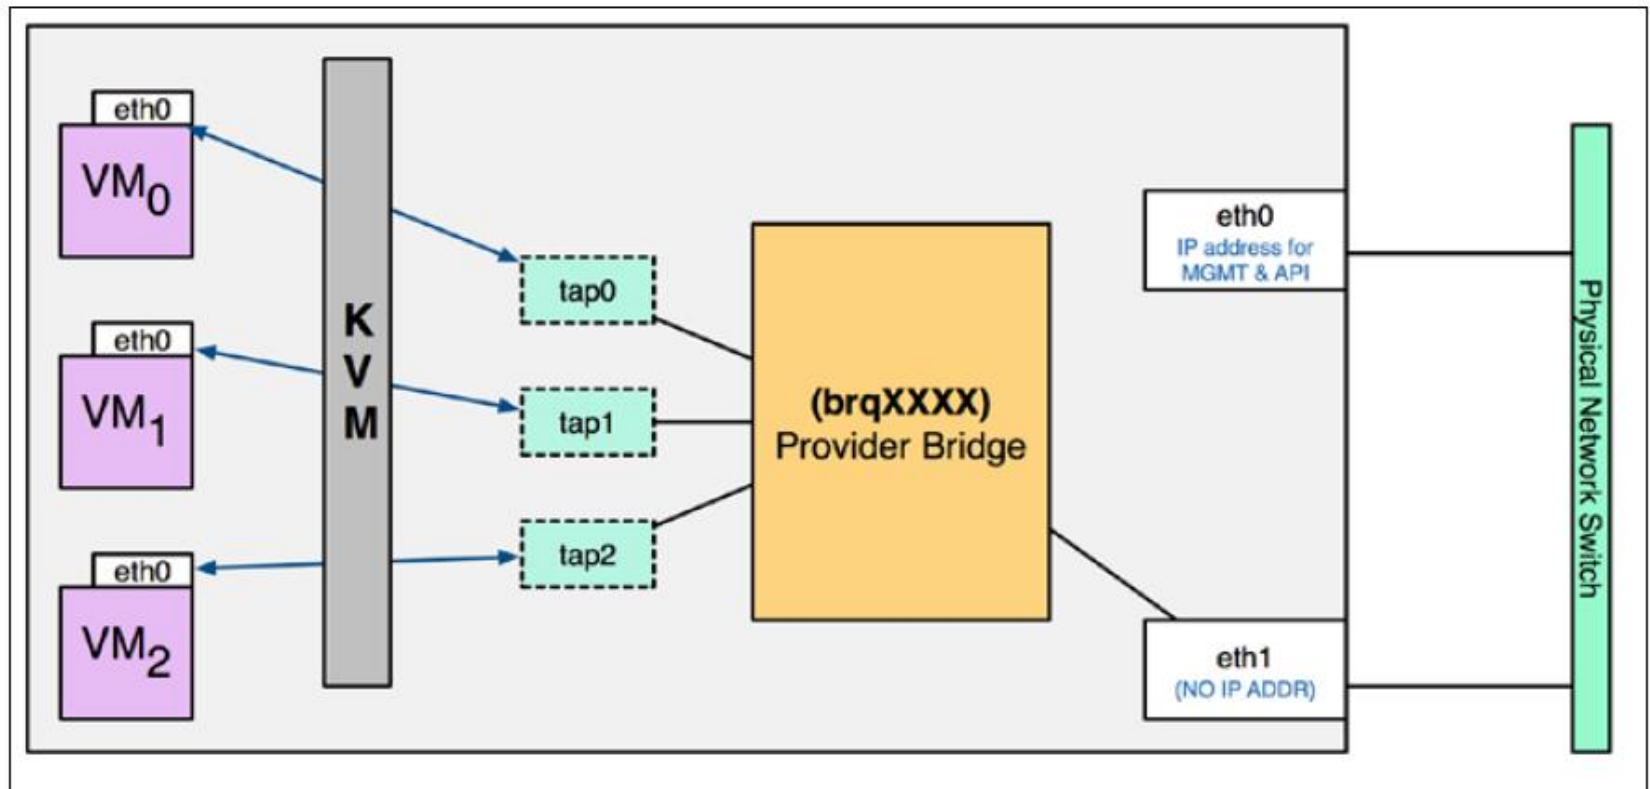 eth0
VM0
eth0
VM1
eth0
VM2
K
V
M
tap0
tap1
tap2
(brqXXXX)
Provider Bridge
eth0
IP address for
MGMT & API
eth1
(NO IP ADDR)
Physical Network Switch